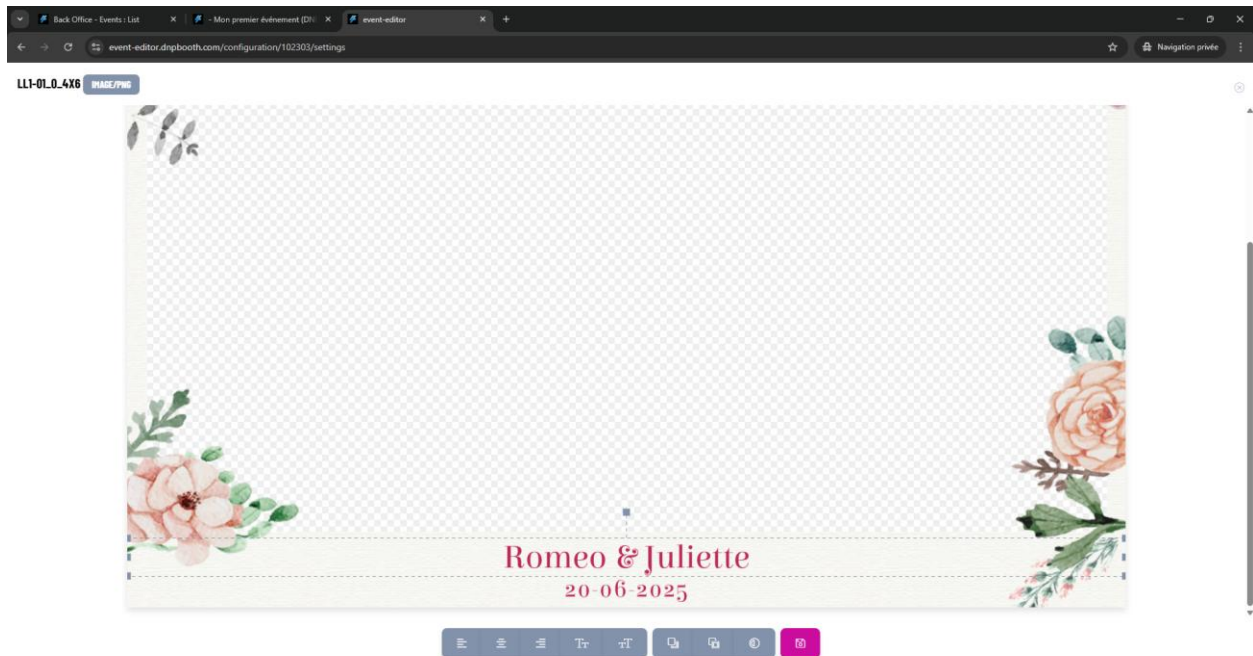 Back Office - Events : List
- Mon premier événement (DN
event-editor
event-editor.dnpbooth.com/configuration/102303/settings
Navigation privée
LL1-01_0_4X6
IMAGE/PNG
Romeo & Juliette
20-06-2025